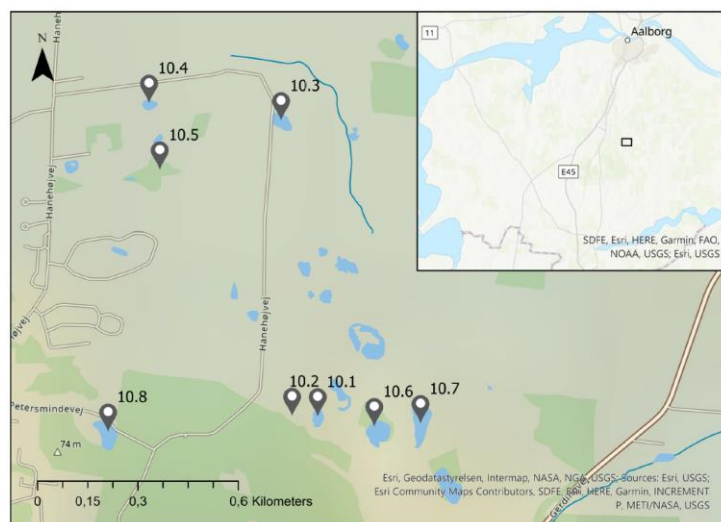 Haneh
N
11
Aalborg
10.4
10.3
10.5
Hanehøjvej
E45
SDFE, Esri, HERE, Garmin, FAO,
NOAA, USGS; Esri, USGS
Hanehøjvej
højvej
10.2
10.1
10.6
10.7
10.8
Petersmindevej
74 m
0
0,15
0,3
0,6 Kilometers
Esri, Geodatastyrelsen, Intermap, NASA, NGA, USGS; Sources: Esri, USGS;
Esri Community Maps Contributors, SDFE, Esri, HERE, Garmin, INCREMENT
P, METI/NASA, USGS